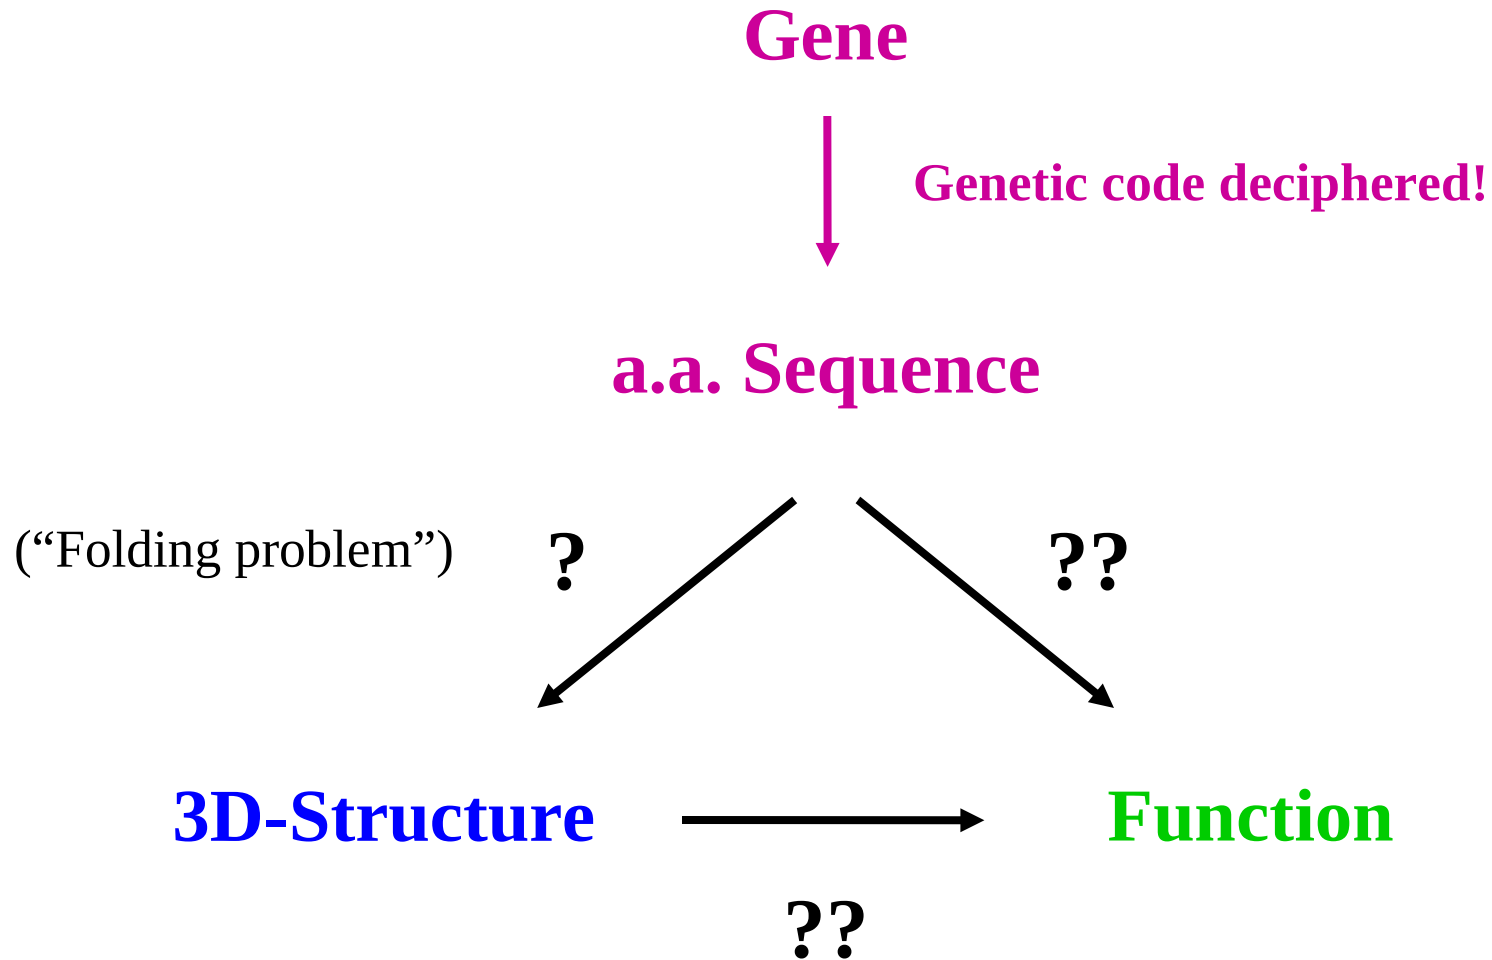 Gene
Genetic code deciphered!
a.a. Sequence
(“Folding problem”)
?
??
3D-Structure
Function
??